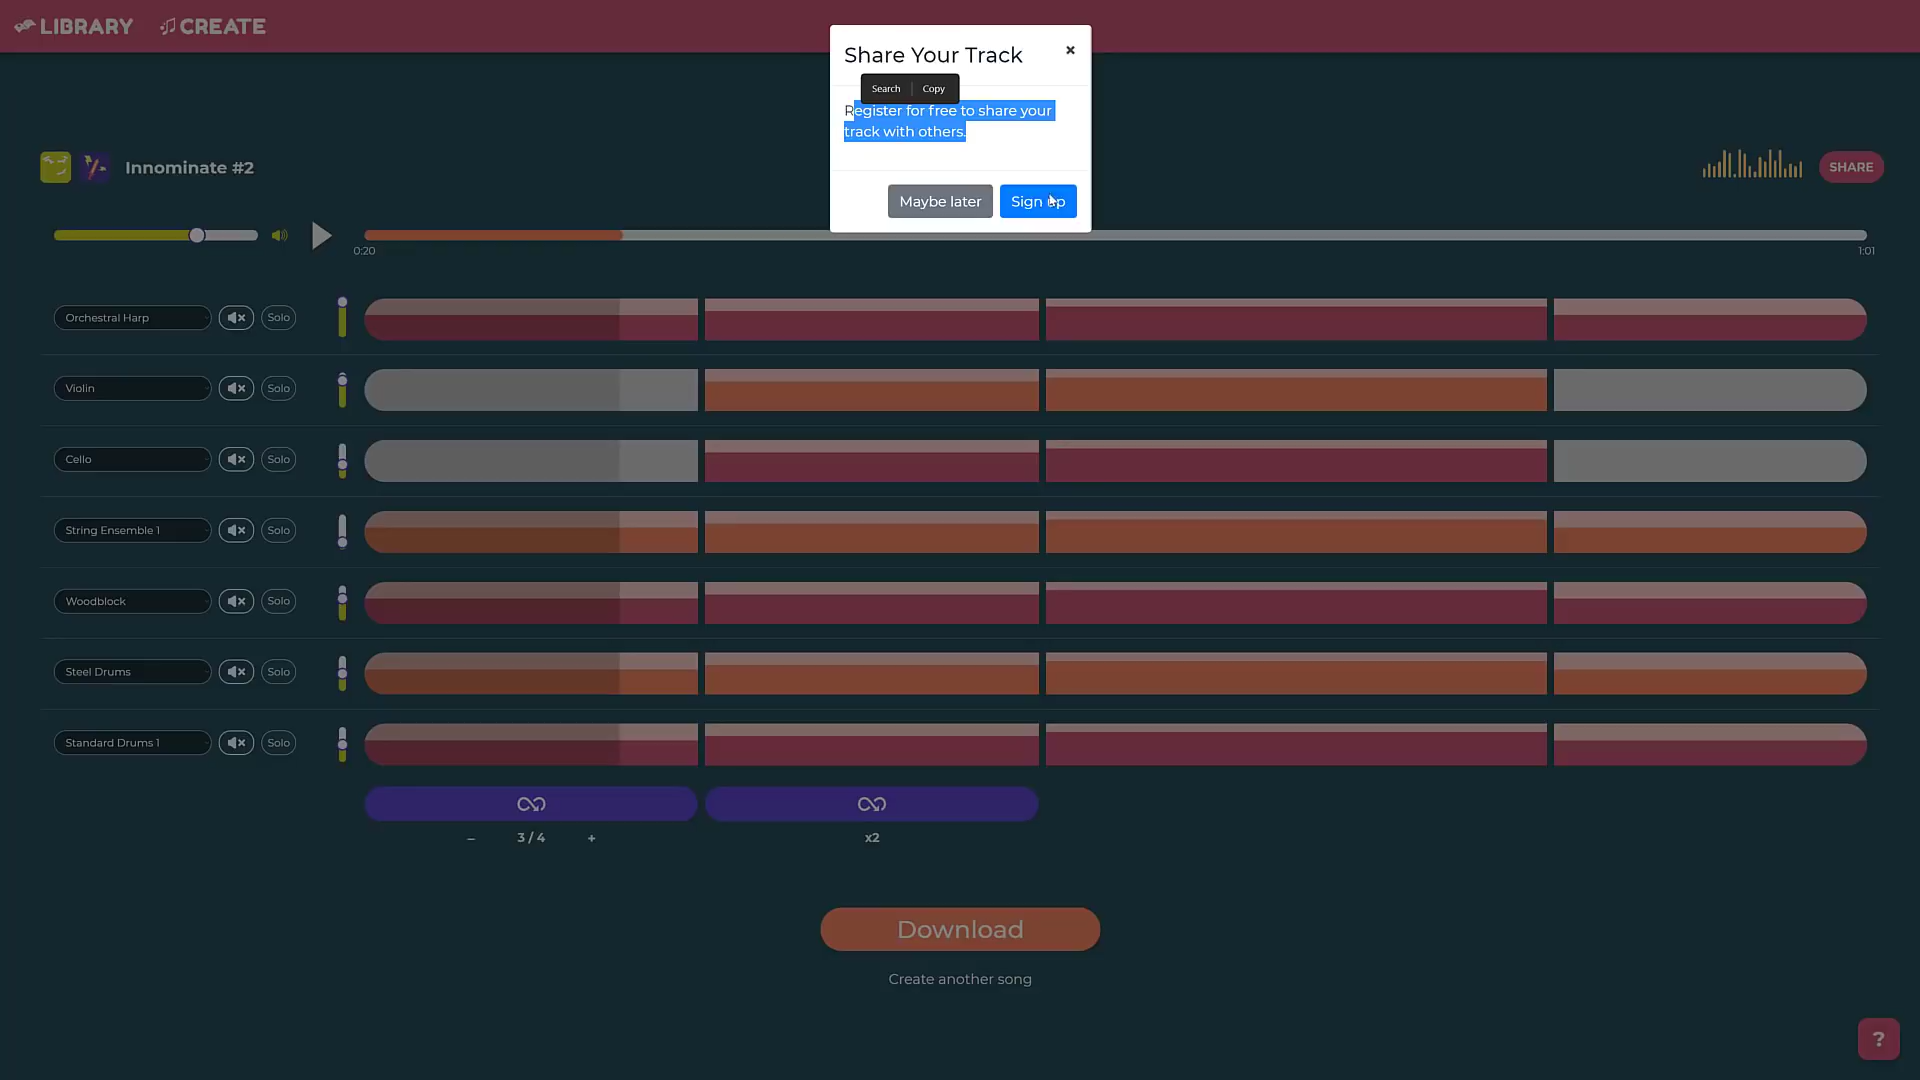 LIBRARY
CREATE
Share Your Track
×
Search
Copy
Register for free to share your
track with others.
Maybe later
Sign up
Innominate #2
SHARE
0:20
1:01
Orchestral Harp
Solo
Violin
Solo
Cello
Solo
String Ensemble 1
Solo
Woodblock
Solo
Steel Drums
Solo
Standard Drums 1
Solo
– 3 / 4 +
x2
Download
Create another song
?